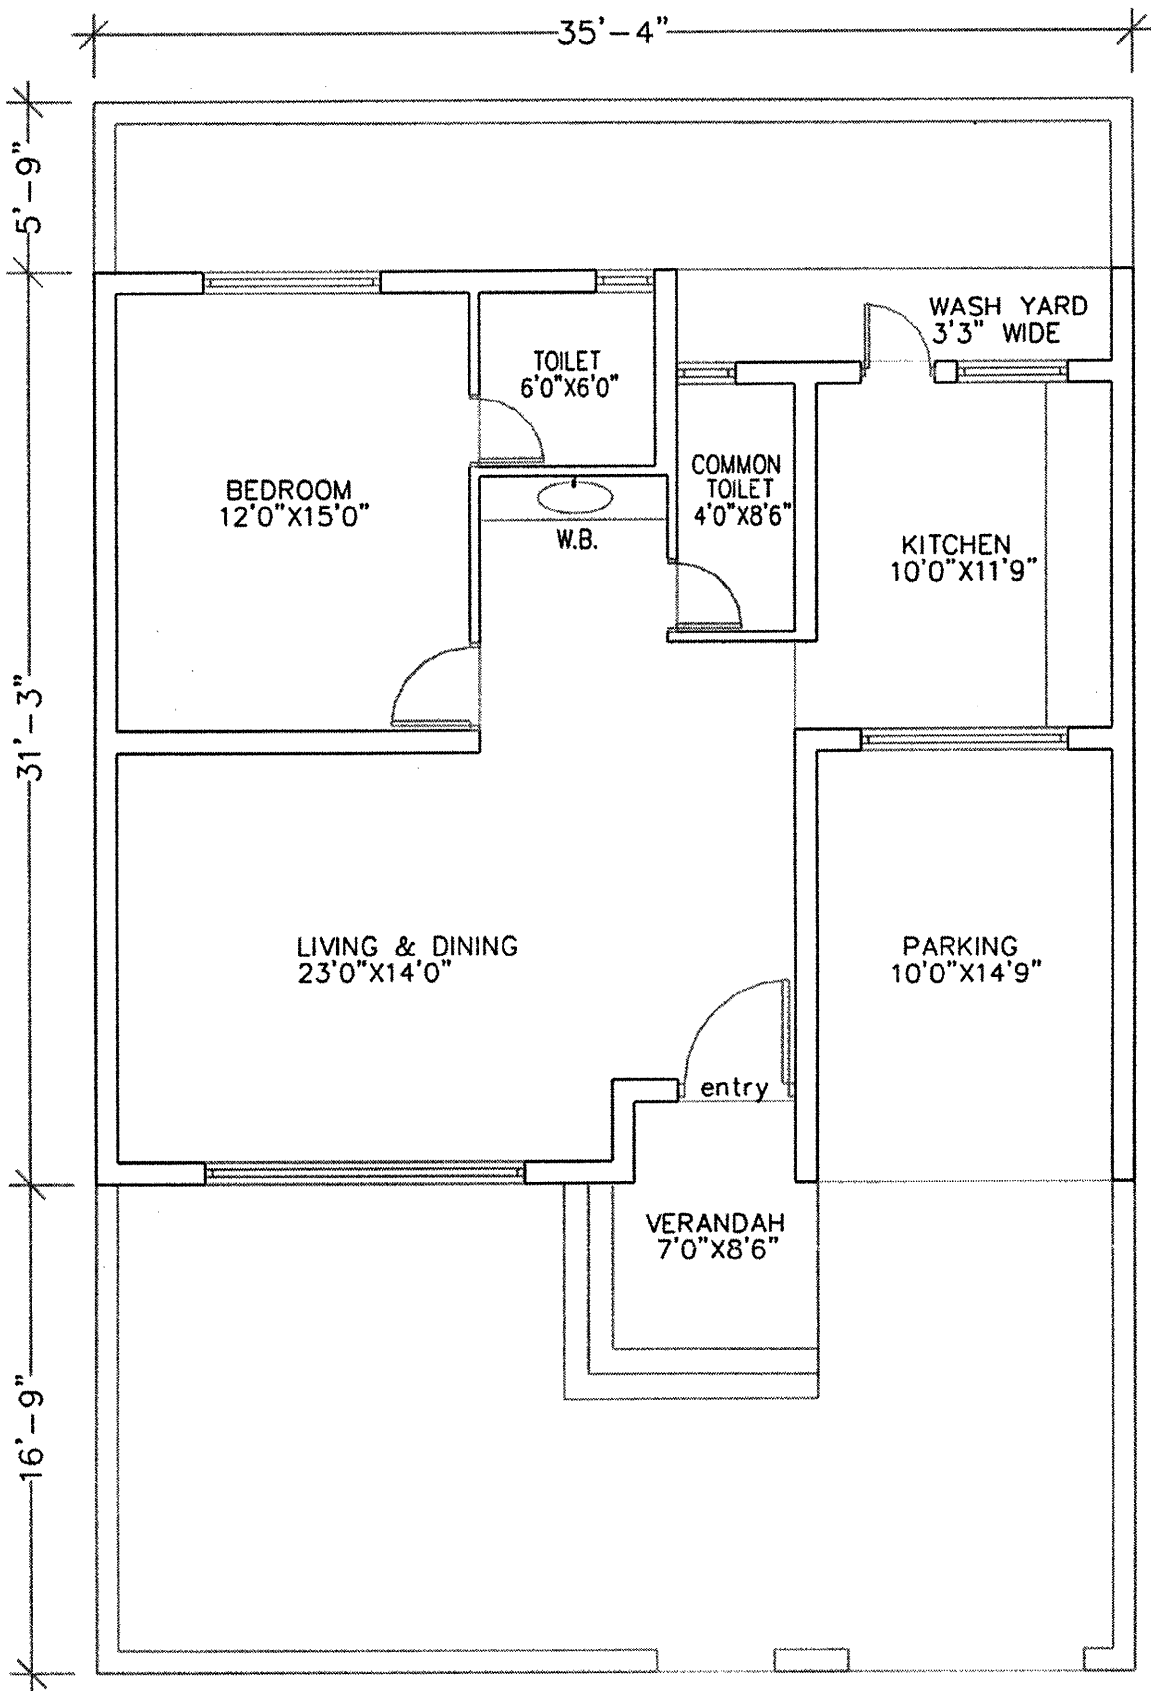 35'-4"
5'-9"
WASH YARD
3'3" WIDE
TOILET
6'0"X6'0"
COMMON
TOILET
4'0"X8'6"
BEDROOM
12'0"X15'0"
W.B.
KITCHEN
10'0"X11'9"
31'-3"
LIVING & DINING
23'0"X14'0"
PARKING
10'0"X14'9"
entry
VERANDAH
7'0"X8'6"
16'-9"